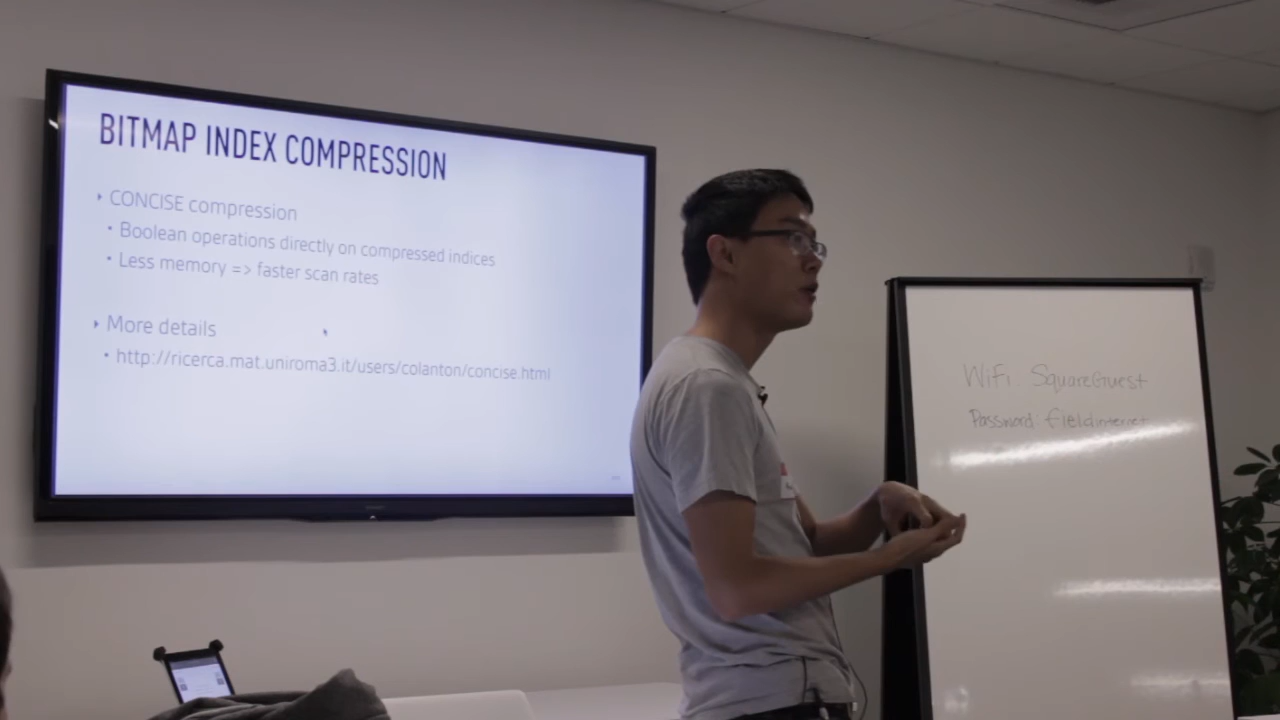 BITMAP INDEX COMPRESSION
CONCISE compression
Boolean operations directly on compressed indices
Less memory => faster scan rates
More details
http://ricerca.mat.uniroma3.it/users/colanton/concise.html
WiFi SquareGuest
Password fieldinternet